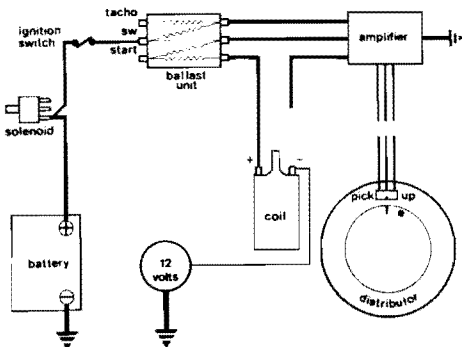 tacho
ignition
switch
sw
start
ballast
unit
amplifier
solenoid
+
−
pick up
coil
battery
12
volts
distributor